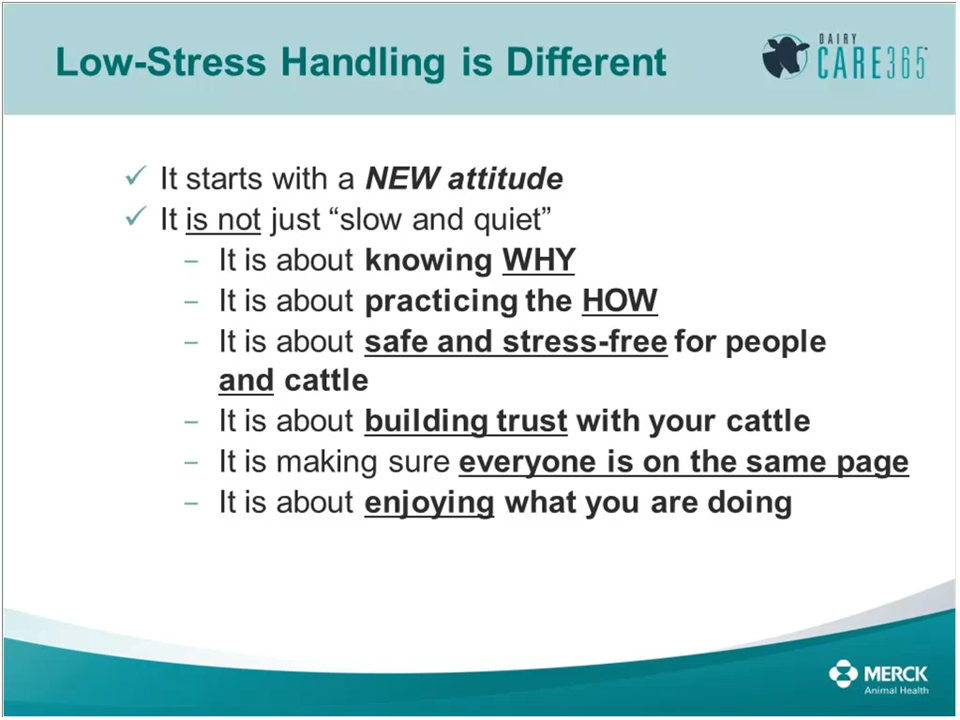 Low-Stress Handling is Different
DAIRY
CARE365™
✓ It starts with a NEW attitude
✓ It is not just “slow and quiet”
– It is about knowing WHY
– It is about practicing the HOW
– It is about safe and stress-free for people
and cattle
– It is about building trust with your cattle
– It is making sure everyone is on the same page
– It is about enjoying what you are doing
MERCK
Animal Health